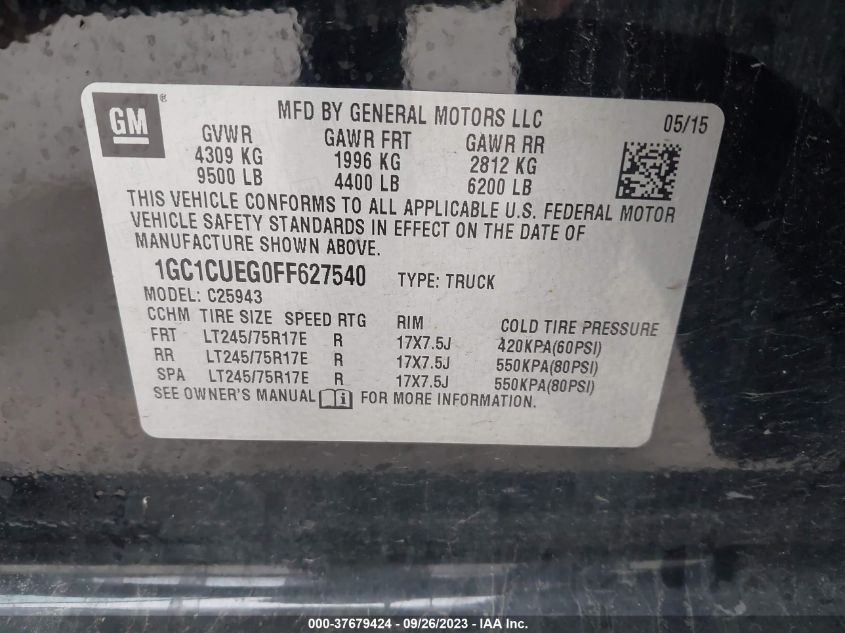 GM®
MFD BY GENERAL MOTORS LLC
05/15
GVWR GAWR FRT GAWR RR
4309 KG 1996 KG 2812 KG
9500 LB 4400 LB 6200 LB
THIS VEHICLE CONFORMS TO ALL APPLICABLE U.S. FEDERAL MOTOR
VEHICLE SAFETY STANDARDS IN EFFECT ON THE DATE OF
MANUFACTURE SHOWN ABOVE.
1GC1CUEG0FF627540 TYPE: TRUCK
MODEL: C25943
CCHM TIRE SIZE SPEED RTG RIM COLD TIRE PRESSURE
FRT LT245/75R17E R 17X7.5J 420KPA(60PSI)
RR LT245/75R17E R 17X7.5J 550KPA(80PSI)
SPA LT245/75R17E R 17X7.5J 550KPA(80PSI)
SEE OWNER'S MANUAL i FOR MORE INFORMATION.
000-37679424 - 09/26/2023 - IAA Inc.